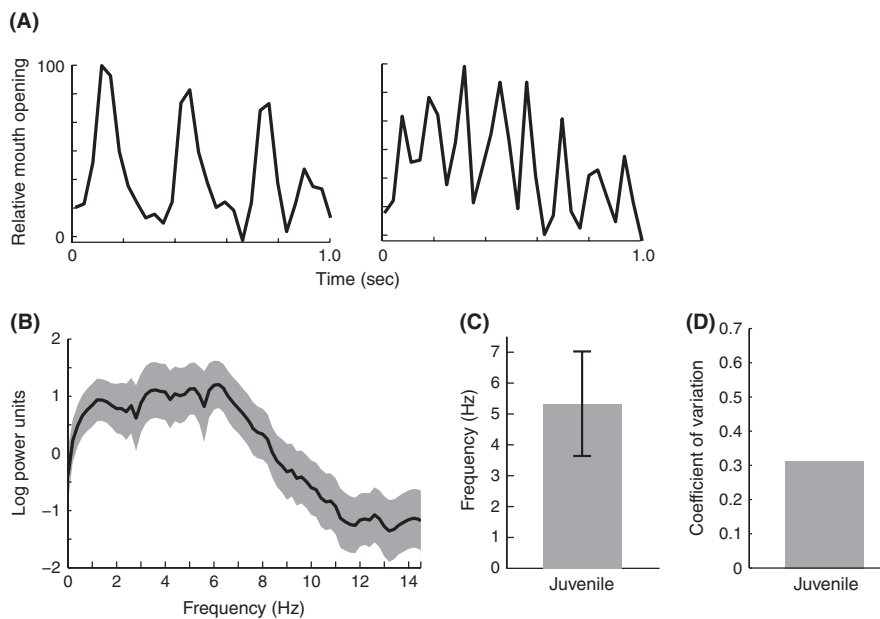 (A)
Relative mouth opening
100
0
0
1.0
0
1.0
Time (sec)
(B)
Log power units
2
1
0
–1
–2
0
2
4
6
8
10
12
14
Frequency (Hz)
(C)
Frequency (Hz)
7
6
5
4
3
2
1
0
Juvenile
(D)
Coefficient of variation
0.7
0.6
0.5
0.4
0.3
0.2
0.1
0
Juvenile